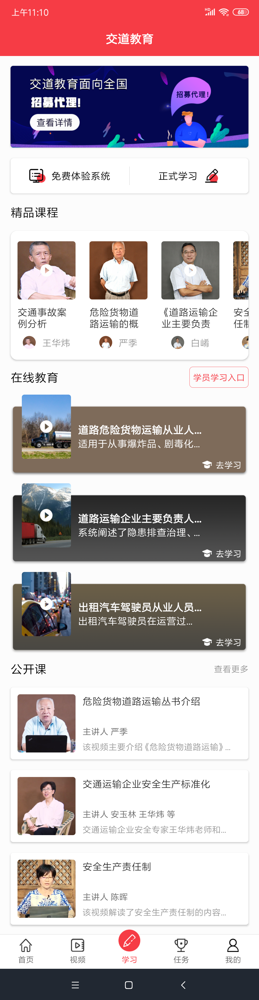 上午11:10
HD
68
交道教育
交道教育面向全国
招募代理!
查看详情
招募代理!
免费体验系统
正式学习
精品课程
交通事故案
例分析
王华炜
危险货物道
路运输的概
严季
《道路运输企
业主要负责
白崤
安全
任制
在线教育
学员学习入口
道路危险货物运输从业人...
适用于从事爆炸品、剧毒化...
去学习
道路运输企业主要负责人...
系统阐述了隐患排查治理、...
去学习
出租汽车驾驶员从业人员...
出租汽车驾驶员在运营过...
去学习
公开课
查看更多
危险货物道路运输丛书介绍
主讲人 严季
该视频主要介绍《危险货物道路运输》...
交通运输企业安全生产标准化
主讲人 安玉林 王华炜 等
交通运输企业安全专家王华炜老师和...
安全生产责任制
主讲人 陈晖
该视频解读了安全生产责任制的内容...
首页
视频
学习
任务
我的